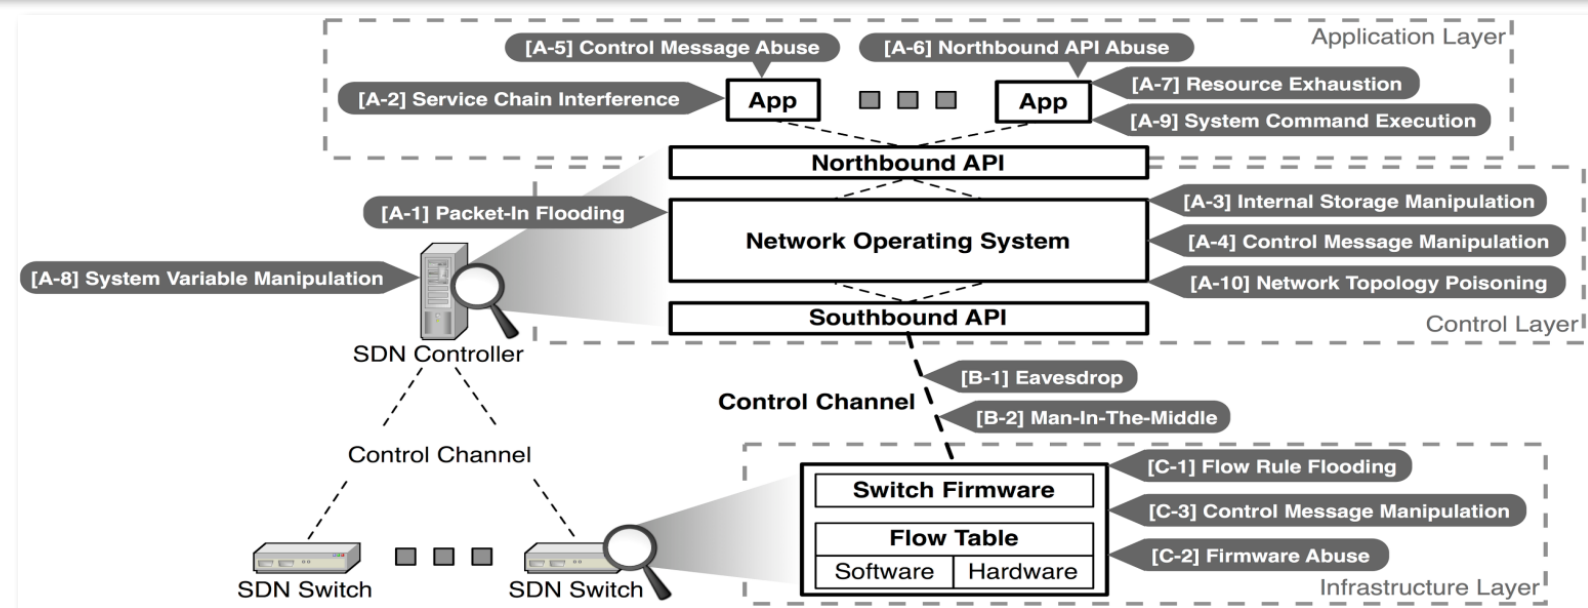 Application Layer
[A-5] Control Message Abuse
[A-6] Northbound API Abuse
[A-2] Service Chain Interference
App
App
[A-7] Resource Exhaustion
[A-9] System Command Execution
Northbound API
[A-1] Packet-In Flooding
[A-3] Internal Storage Manipulation
Network Operating System
[A-4] Control Message Manipulation
[A-8] System Variable Manipulation
[A-10] Network Topology Poisoning
Southbound API
Control Layer
SDN Controller
[B-1] Eavesdrop
Control Channel
[B-2] Man-In-The-Middle
Control Channel
[C-1] Flow Rule Flooding
Switch Firmware
[C-3] Control Message Manipulation
Flow Table
[C-2] Firmware Abuse
Software
Hardware
Infrastructure Layer
SDN Switch
SDN Switch